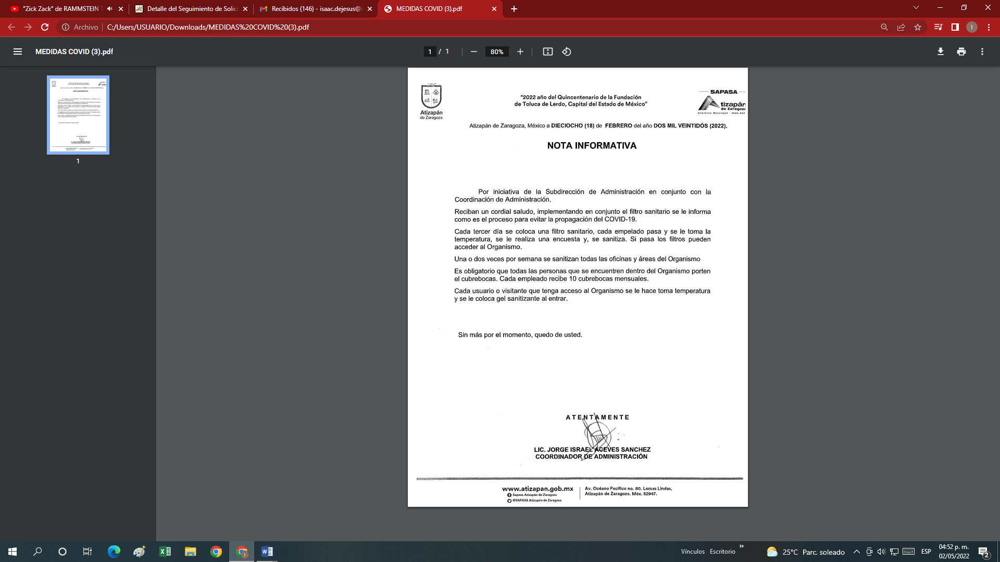 "Zick Zack" de RAMMSTEIN
Detalle del Seguimiento de Solici
Recibidos (146) - isaac.dejesus@i
MEDIDAS COVID (3).pdf
Archivo
C:/Users/USUARIO/Downloads/MEDIDAS%20COVID%20(3).pdf
I
MEDIDAS COVID (3).pdf
1 / 1
80%
1
Atizapán
de Zaragoza
"2022 año del Quincentenario de la Fundación
de Toluca de Lerdo, Capital del Estado de México"
SAPASA
tizapán
de Zaragoza
Gobierno Municipal - 2022-202
Atizapán de Zaragoza, México a DIECIOCHO (18) de FEBRERO del año DOS MIL VEINTIDÓS (2022).
NOTA INFORMATIVA
Por iniciativa de la Subdirección de Administración en conjunto con la
Coordinación de Administración.
Reciban un cordial saludo, implementando en conjunto el filtro sanitario se le informa
como es el proceso para evitar la propagación del COVID-19.
Cada tercer día se coloca una filtro sanitario, cada empelado pasa y se le toma la
temperatura, se le realiza una encuesta y, se sanitiza. Si pasa los filtros pueden
acceder al Organismo.
Una o dos veces por semana se sanitizan todas las oficinas y áreas del Organismo
Es obligatorio que todas las personas que se encuentren dentro del Organismo porten
el cubrebocas. Cada empleado recibe 10 cubrebocas mensuales.
Cada usuario o visitante que tenga acceso al Organismo se le hace toma temperatura
y se le coloca gel sanitizante al entrar.
Sin más por el momento, quedo de usted.
ATENTAMENTE
LIC. JORGE ISRAEL ACEVES SANCHEZ
COORDINADOR DE ADMINISTRACIÓN
www.atizapan.gob.mx
Sapasa Atizapán de Zaragoza
@SAPASA Atizapán de Zaragoza
Av. Océano Pacífico no. 80. Lomas Lindas,
Atizapán de Zaragoza. Méx. 52947.
Vínculos
Escritorio
25°C Parc. soleado
ESP
04:52 p. m.
02/05/2022
2